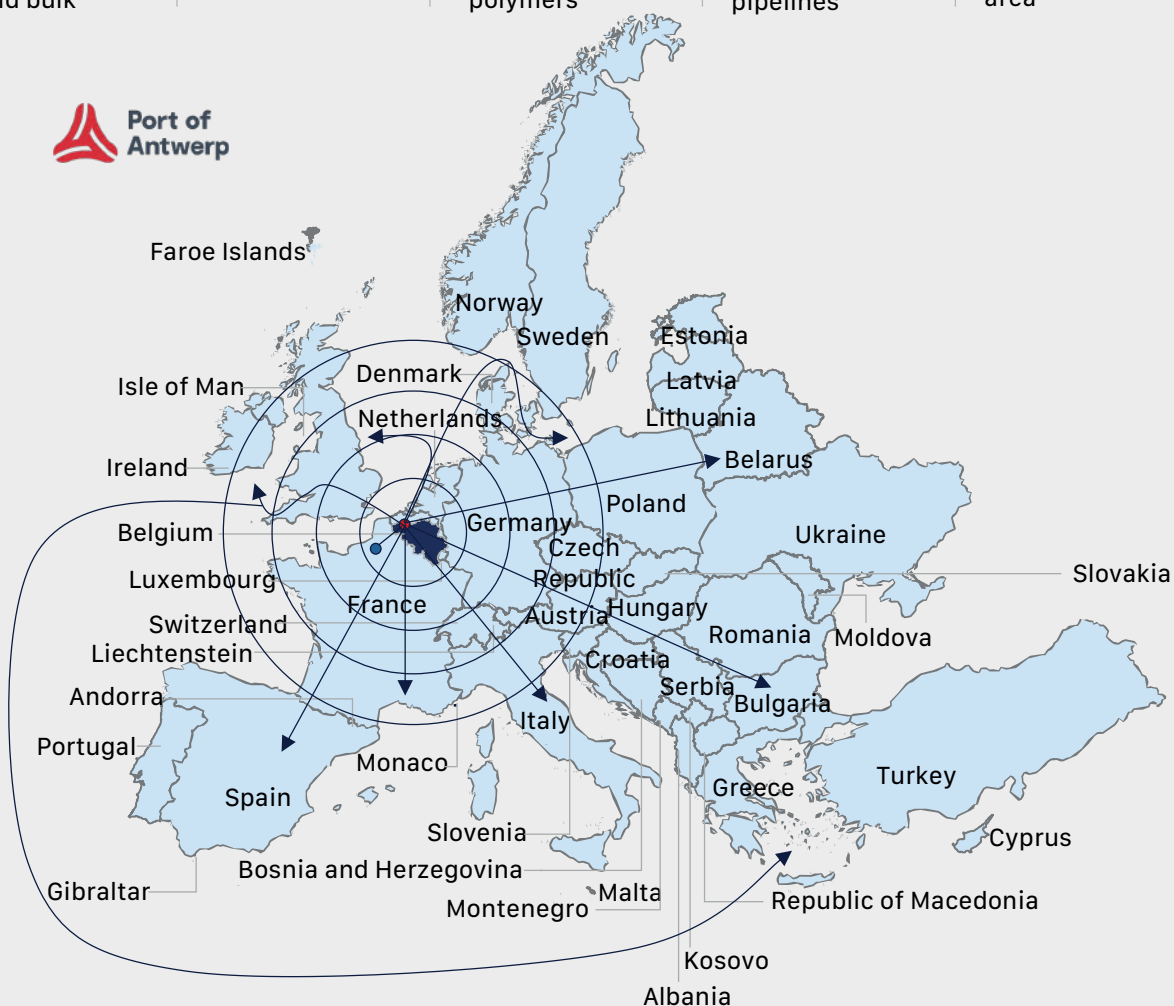 bulk
polymers
pipelines
area
Port of
Antwerp
Faroe Islands
Norway
Sweden
Estonia
Denmark
Latvia
Isle of Man
Netherlands
Lithuania
Ireland
Belarus
Poland
Belgium
Germany
Ukraine
Czech
Republic
Slovakia
Luxembourg
France
Hungary
Austria
Switzerland
Romania
Moldova
Liechtenstein
Croatia
Serbia
Andorra
Bulgaria
Italy
Portugal
Monaco
Turkey
Greece
Spain
Slovenia
Cyprus
Bosnia and Herzegovina
Gibraltar
Malta
Montenegro
Republic of Macedonia
Kosovo
Albania